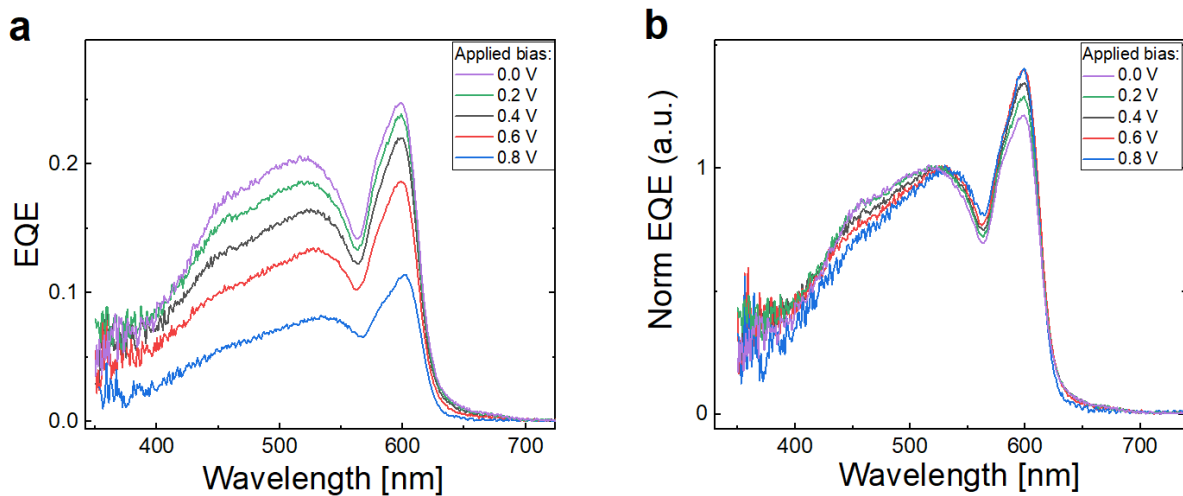 a
EQE
0.2
0.1
0.0
400
500
600
700
Wavelength [nm]
Applied bias:
0.0 V
0.2 V
0.4 V
0.6 V
0.8 V
b
Norm EQE (a.u.)
1
0
400
500
600
700
Wavelength [nm]
Applied bias:
0.0 V
0.2 V
0.4 V
0.6 V
0.8 V